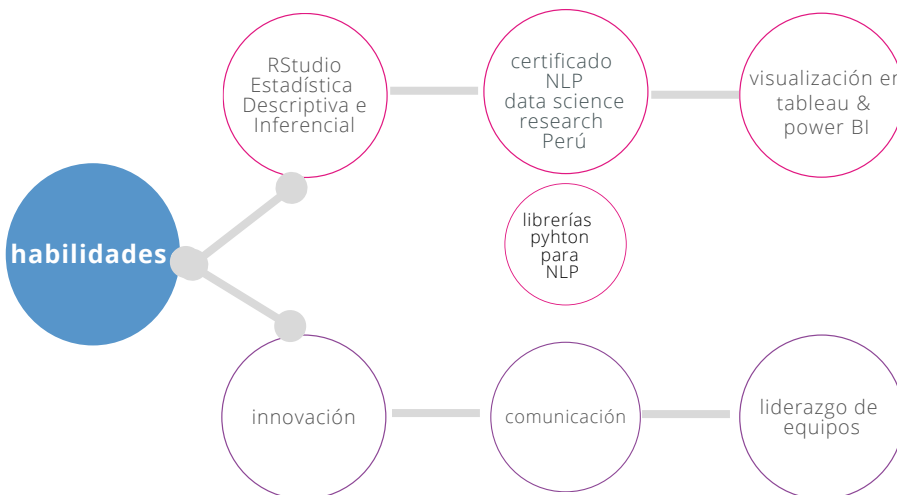 RStudio
Estadística
Descriptiva e
Inferencial
certificado
NLP
data science
research
Perú
visualización en
tableau &
power BI
habilidades
librerías
pyhton
para
NLP
innovación
comunicación
liderazgo de
equipos